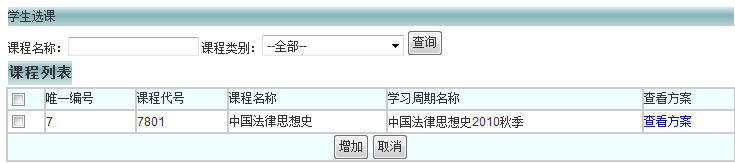 学生选课
课程名称： 课程类别： --全部-- 查询
课程列表
唯一编号 课程代号 课程名称 学习周期名称 查看方案
7 7801 中国法律思想史 中国法律思想史2010秋季 查看方案
增加 取消